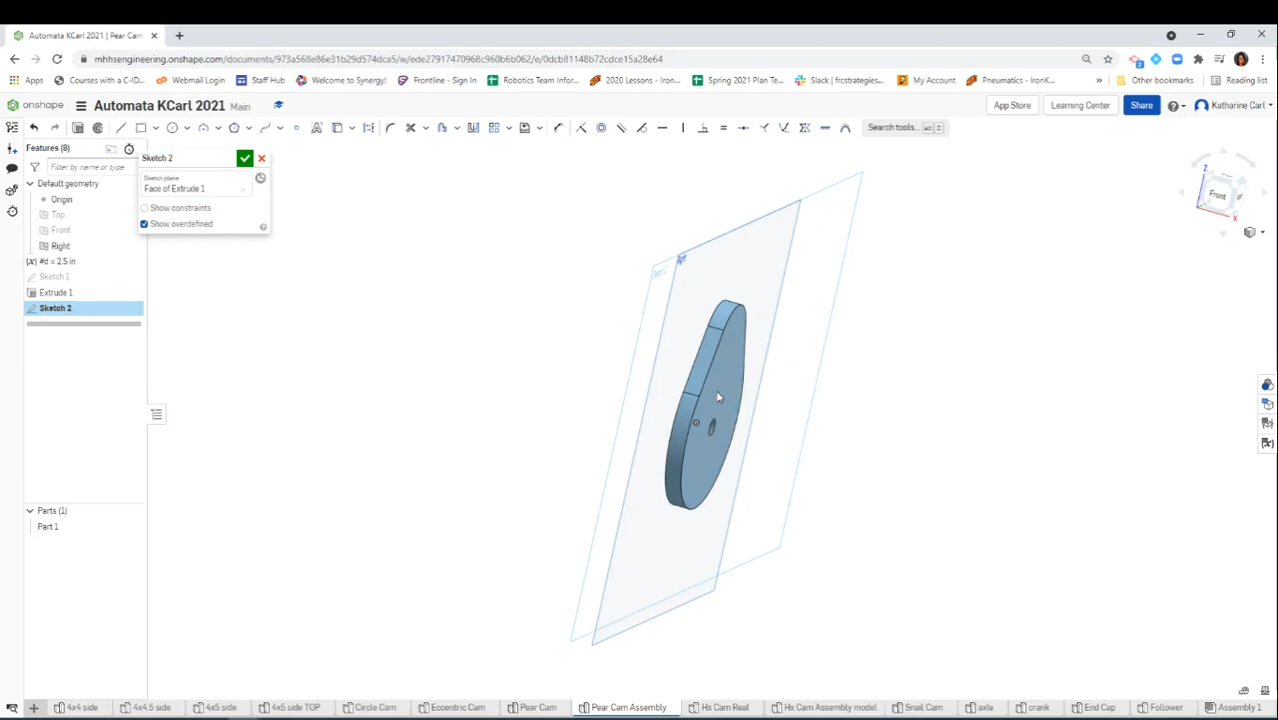 Automata KCarl 2021 | Pear Cam
mhhsengineering.onshape.com/documents/973a568g86e31b29d574dca5/w/ede27917470968c960b6b062/e/0dcb81148b72cdce15a28e64
Apps
Courses with a C-ID...
Webmail Login
Staff Hub
Welcome to Synergy!
Frontline - Sign In
Robotics Team Infor...
2020 Lessons - Iron...
Spring 2021 Plan Te...
Slack | frcstrategies...
My Account
Pneumatics - IronK...
»
Other bookmarks
Reading list
onshape
Automata KCarl 2021
Main
App Store
Learning Center
Share
Katharine Carl
Search tools...
Features (8)
Filter by name or type
Default geometry
Origin
Top
Front
Right
(x) #d = 2.5 in
Sketch 1
Extrude 1
Sketch 2
Sketch 2
Sketch plane
Face of Extrude 1
Show constraints
Show overdefined
Z
Front
X
Parts (1)
Part 1
4x4 side
4x4.5 side
4x5 side
4x5 side TOP
Circle Cam
Eccentric Cam
Pear Cam
Pear Cam Assembly
Hx Cam Real
Hx Cam Assembly model
Snail Cam
axle
crank
End Cap
Follower
Assembly 1